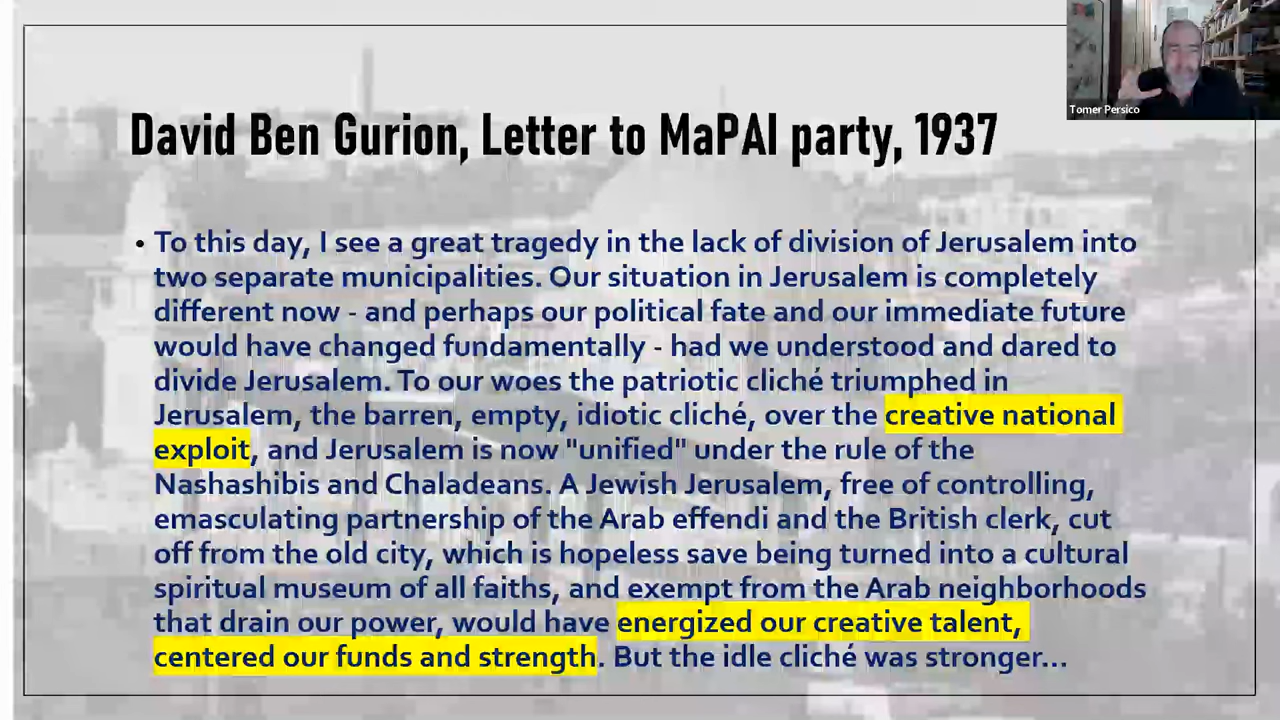 Tomer Persico
David Ben Gurion, Letter to MaPAI party, 1937
• To this day, I see a great tragedy in the lack of division of Jerusalem into
two separate municipalities. Our situation in Jerusalem is completely
different now - and perhaps our political fate and our immediate future
would have changed fundamentally - had we understood and dared to
divide Jerusalem. To our woes the patriotic cliché triumphed in
Jerusalem, the barren, empty, idiotic cliché, over the creative national
exploit, and Jerusalem is now "unified" under the rule of the
Nashashibis and Chaladeans. A Jewish Jerusalem, free of controlling,
emasculating partnership of the Arab effendi and the British clerk, cut
off from the old city, which is hopeless save being turned into a cultural
spiritual museum of all faiths, and exempt from the Arab neighborhoods
that drain our power, would have energized our creative talent,
centered our funds and strength. But the idle cliché was stronger...